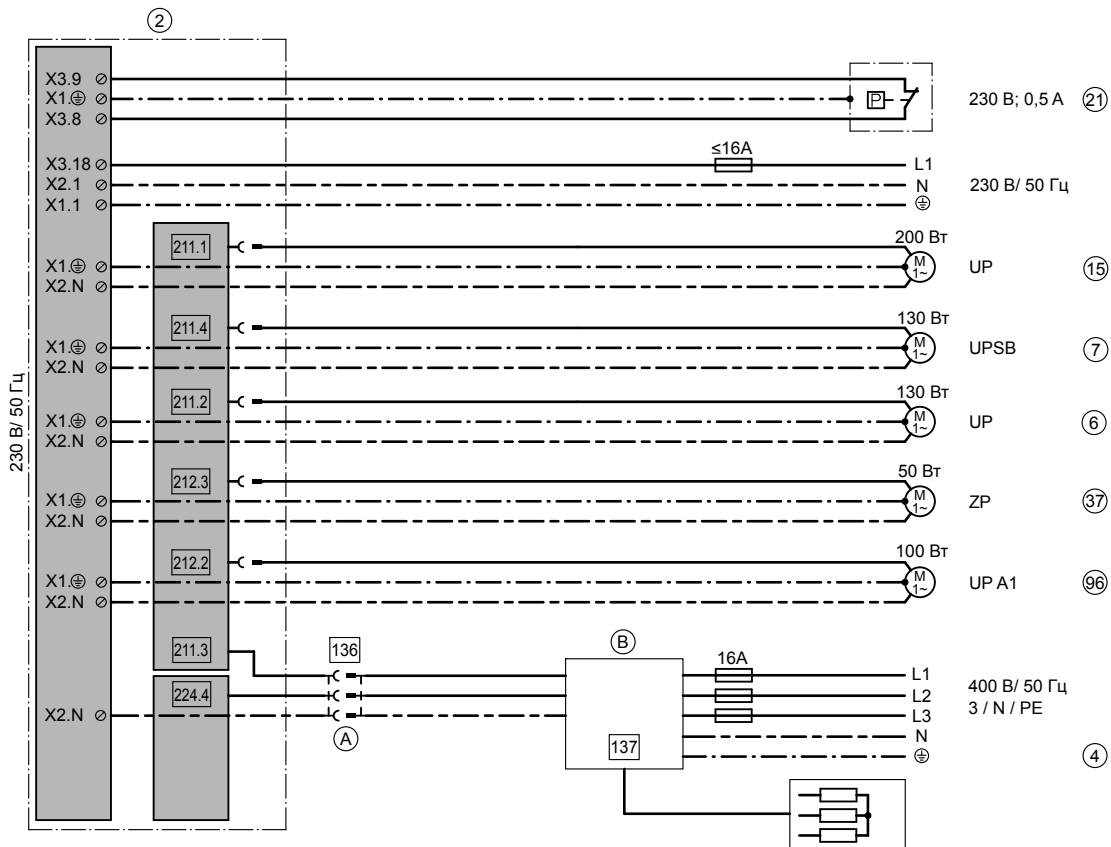 2
X3.9
X1.
X3.8
P
230 В; 0,5 A 21
≤16A
X3.18
L1
X2.1
N
230 В/ 50 Гц
X1.1
211.1
200 Вт
X1.
M 1~
UP 15
X2.N
211.4
130 Вт
X1.
M 1~
UPSB 7
X2.N
230 В/ 50 Гц
211.2
130 Вт
X1.
M 1~
UP 6
X2.N
212.3
50 Вт
X1.
M 1~
ZP 37
X2.N
212.2
100 Вт
X1.
M 1~
UP A1 96
X2.N
211.3
136
B
16A
L1
224.4
L2
400 В/ 50 Гц
3 / N / PE
X2.N
L3
A
137
N
4